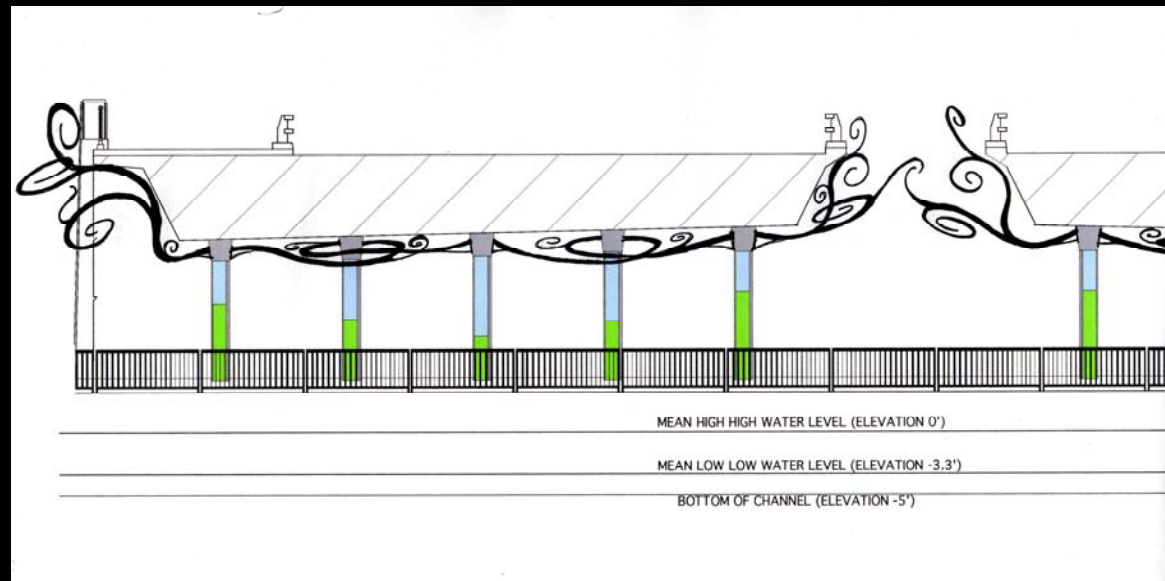 MEAN HIGH HIGH WATER LEVEL (ELEVATION 0')
MEAN LOW LOW WATER LEVEL (ELEVATION -3.3')
BOTTOM OF CHANNEL (ELEVATION -5')